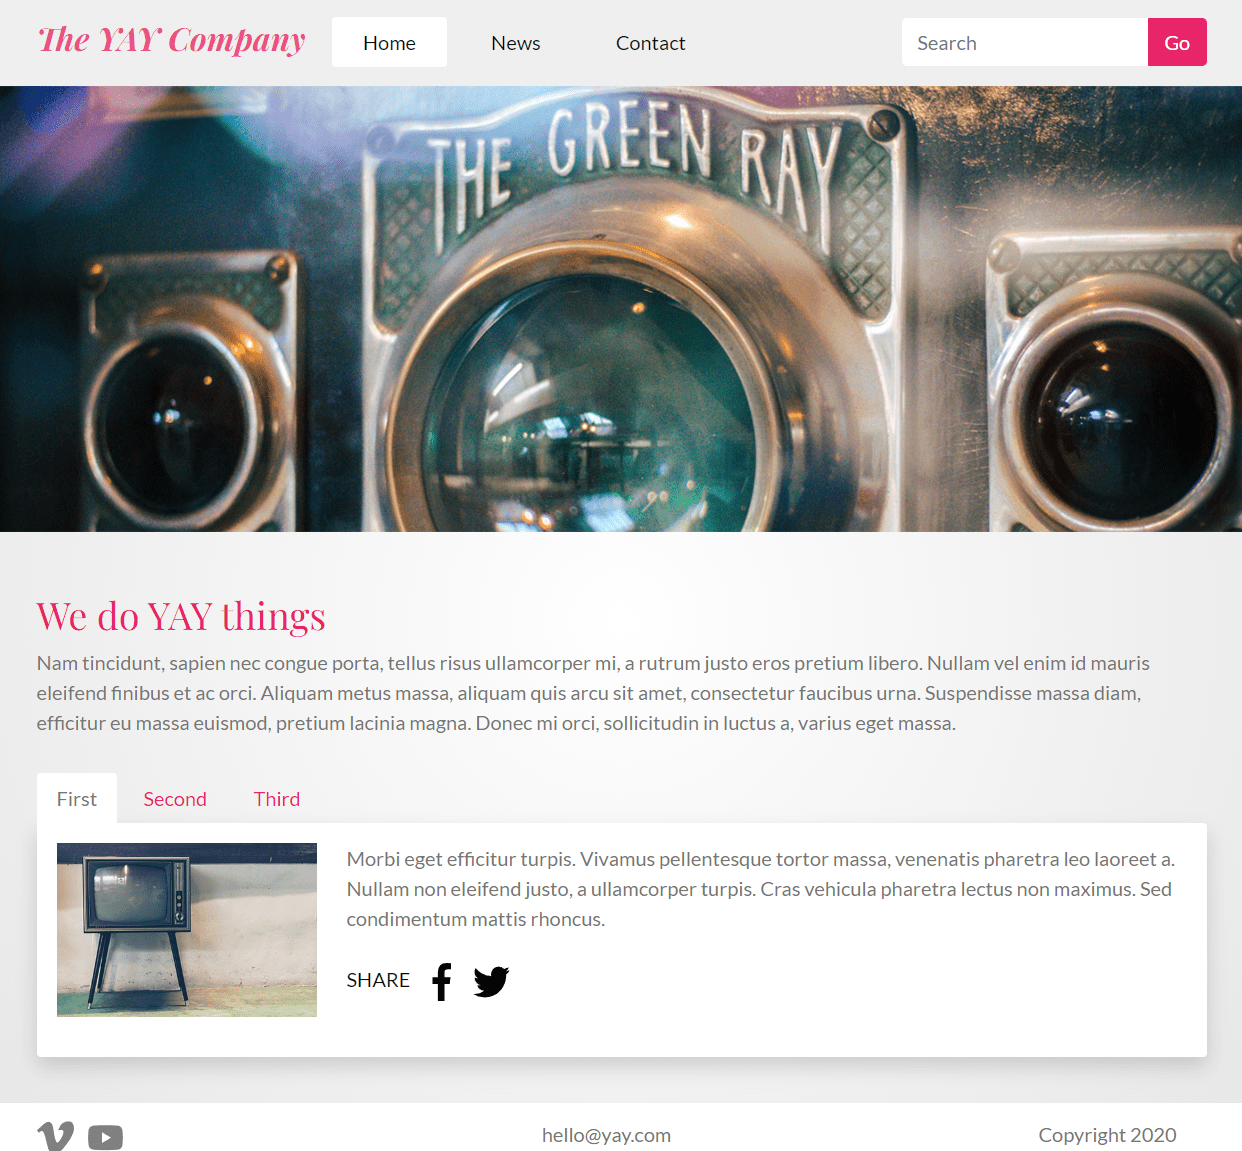 The YAY Company
Home
News
Contact
Search
Go
THE GREEN RAY
We do YAY things
Nam tincidunt, sapien nec congue porta, tellus risus ullamcorper mi, a rutrum justo eros pretium libero. Nullam vel enim id mauris
eleifend finibus et ac orci. Aliquam metus massa, aliquam quis arcu sit amet, consectetur faucibus urna. Suspendisse massa diam,
efficitur eu massa euismod, pretium lacinia magna. Donec mi orci, sollicitudin in luctus a, varius eget massa.
First
Second
Third
Morbi eget efficitur turpis. Vivamus pellentesque tortor massa, venenatis pharetra leo laoreet a.
Nullam non eleifend justo, a ullamcorper turpis. Cras vehicula pharetra lectus non maximus. Sed
condimentum mattis rhoncus.
SHARE
hello@yay.com
Copyright 2020